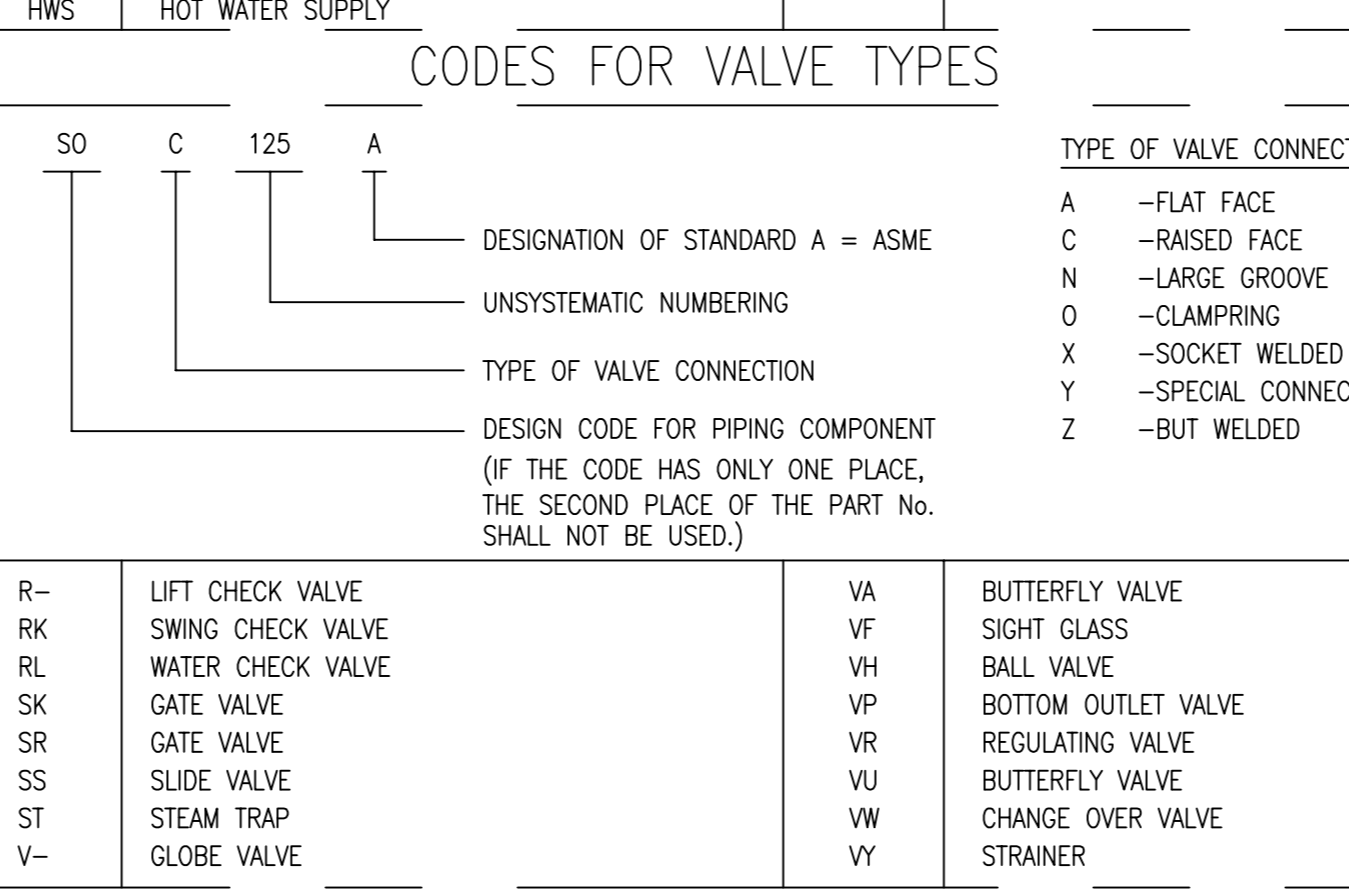 HWS HOT WATER SUPPLY
CODES FOR VALVE TYPES
SO C 125 A
DESIGNATION OF STANDARD A = ASME
UNSYSTEMATIC NUMBERING
TYPE OF VALVE CONNECTION
DESIGN CODE FOR PIPING COMPONENT
(IF THE CODE HAS ONLY ONE PLACE,
THE SECOND PLACE OF THE PART No.
SHALL NOT BE USED.)
TYPE OF VALVE
A –FLAT FACE
C –RAISED FACE
N –LARGE GROOVE
O –CLAMPRING
X –SOCKET WELDED
Y –SPECIAL
Z –BUT WELDED
R– LIFT CHECK VALVE
RK SWING CHECK VALVE
RL WATER CHECK VALVE
SK GATE VALVE
SR GATE VALVE
SS SLIDE VALVE
ST STEAM TRAP
V– GLOBE VALVE
VA BUTTERFLY VALVE
VF SIGHT GLASS
VH BALL VALVE
VP BOTTOM OUTLET VALVE
VR REGULATING VALVE
VU BUTTERFLY VALVE
VW CHANGE OVER VALVE
VY STRAINER